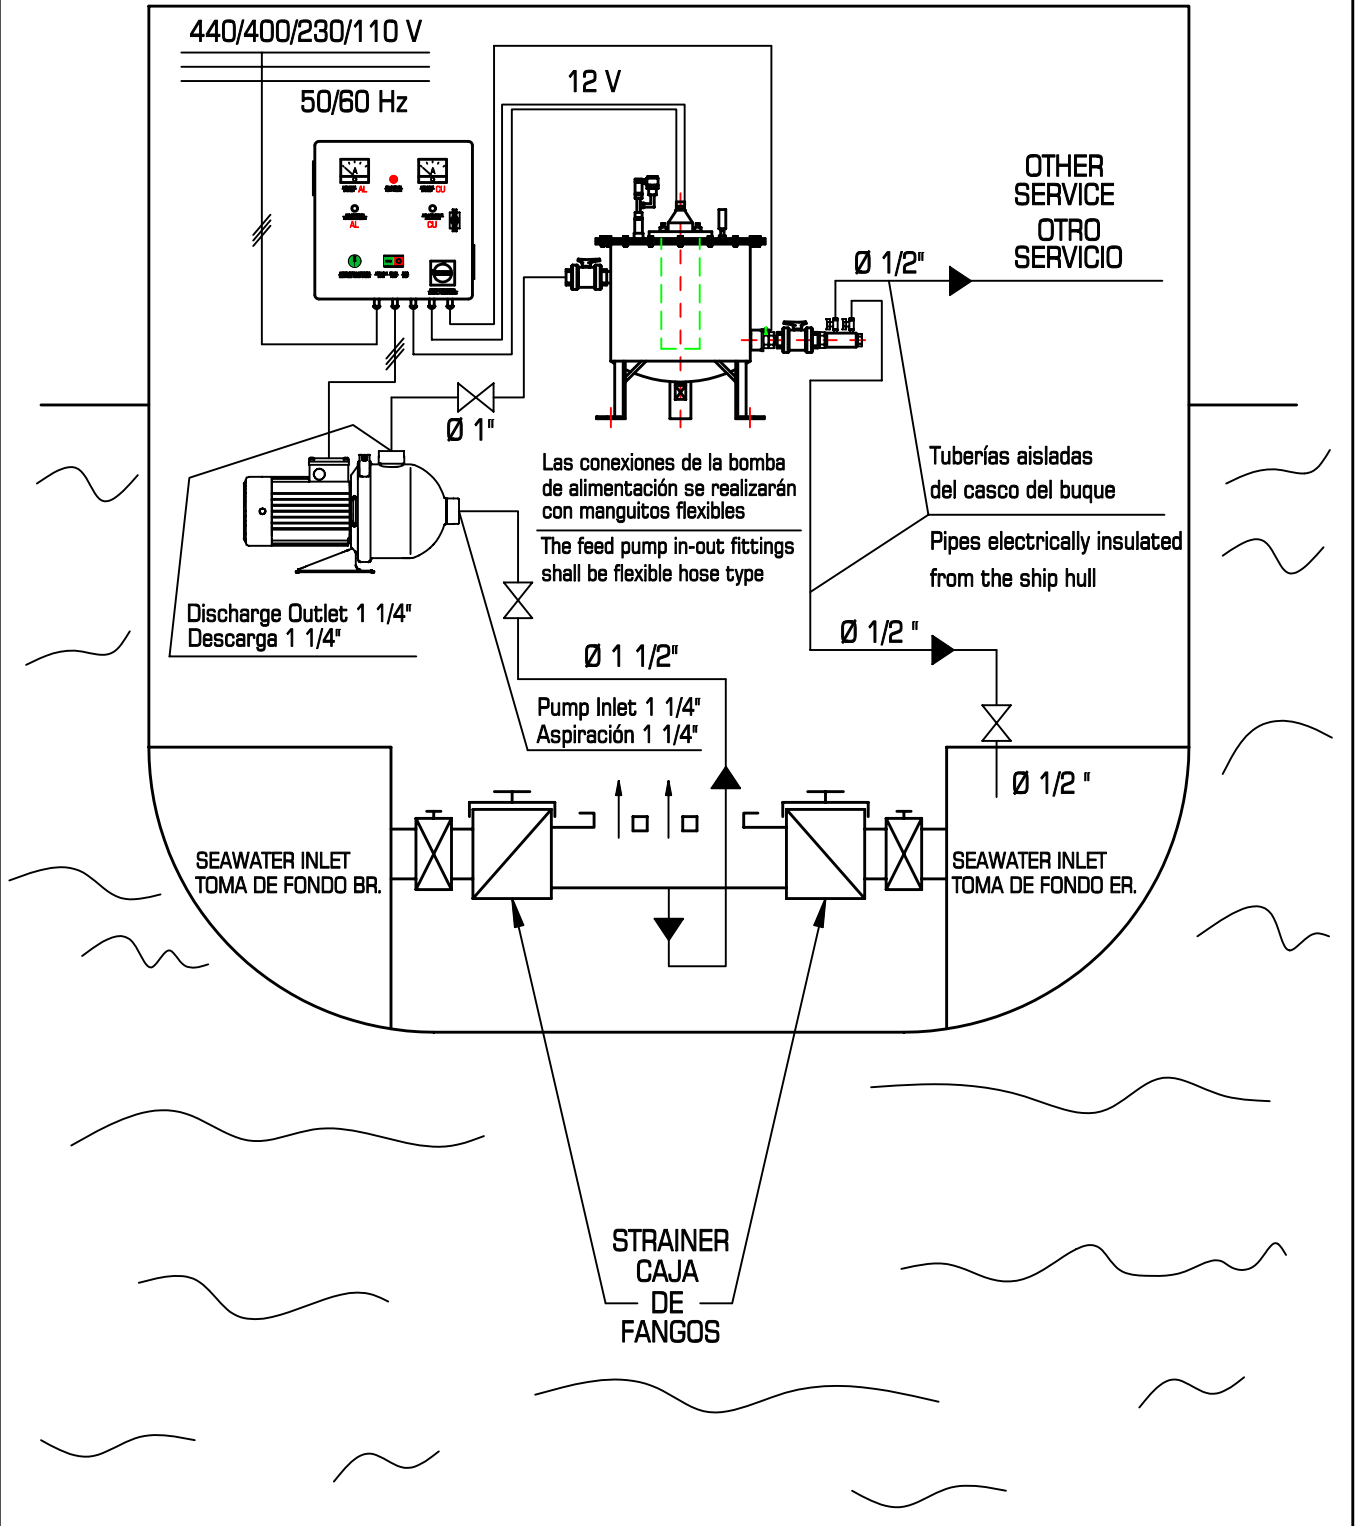 440/400/230/110 V
50/60 Hz
12 V
A
A
AL
CU
AL
CU
OTHER
SERVICE
OTRO
SERVICIO
Ø 1/2"
Ø 1"
Las conexiones de la bomba
de alimentación se realizarán
con manguitos flexibles
The feed pump in-out fittings
shall be flexible hose type
Tuberías aisladas
del casco del buque
Pipes electrically insulated
from the ship hull
Discharge Outlet 1 1/4"
Descarga 1 1/4"
Ø 1/2 "
Ø 1 1/2"
Pump Inlet 1 1/4"
Aspiración 1 1/4"
Ø 1/2 "
SEAWATER INLET
TOMA DE FONDO BR.
SEAWATER INLET
TOMA DE FONDO ER.
STRAINER
CAJA
DE
FANGOS